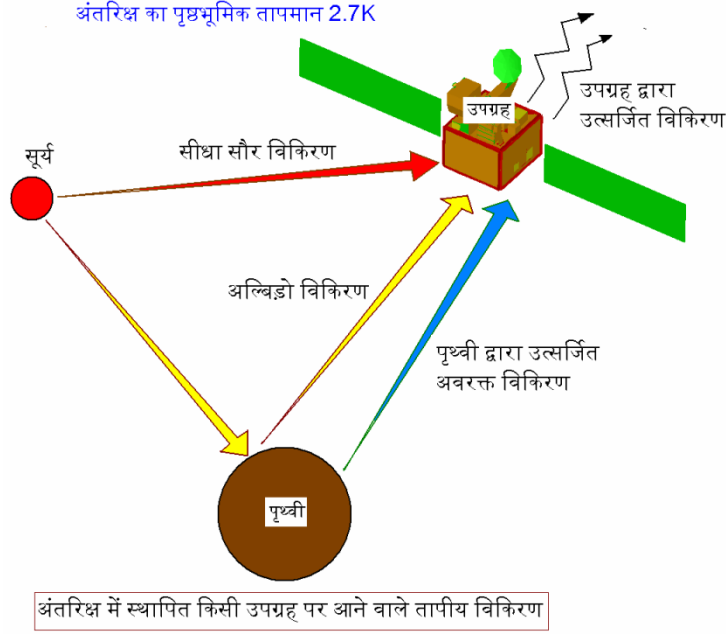 अंतरिक्ष का पृष्ठभूमिक तापमान 2.7K
उपग्रह
उपग्रह द्वारा
उत्सर्जित विकिरण
सूर्य
सीधा सौर विकिरण
अल्बिड़ो विकिरण
पृथ्वी द्वारा उत्सर्जित
अवरक्त विकिरण
पृथ्वी
अंतरिक्ष में स्थापित किसी उपग्रह पर आने वाले तापीय विकिरण